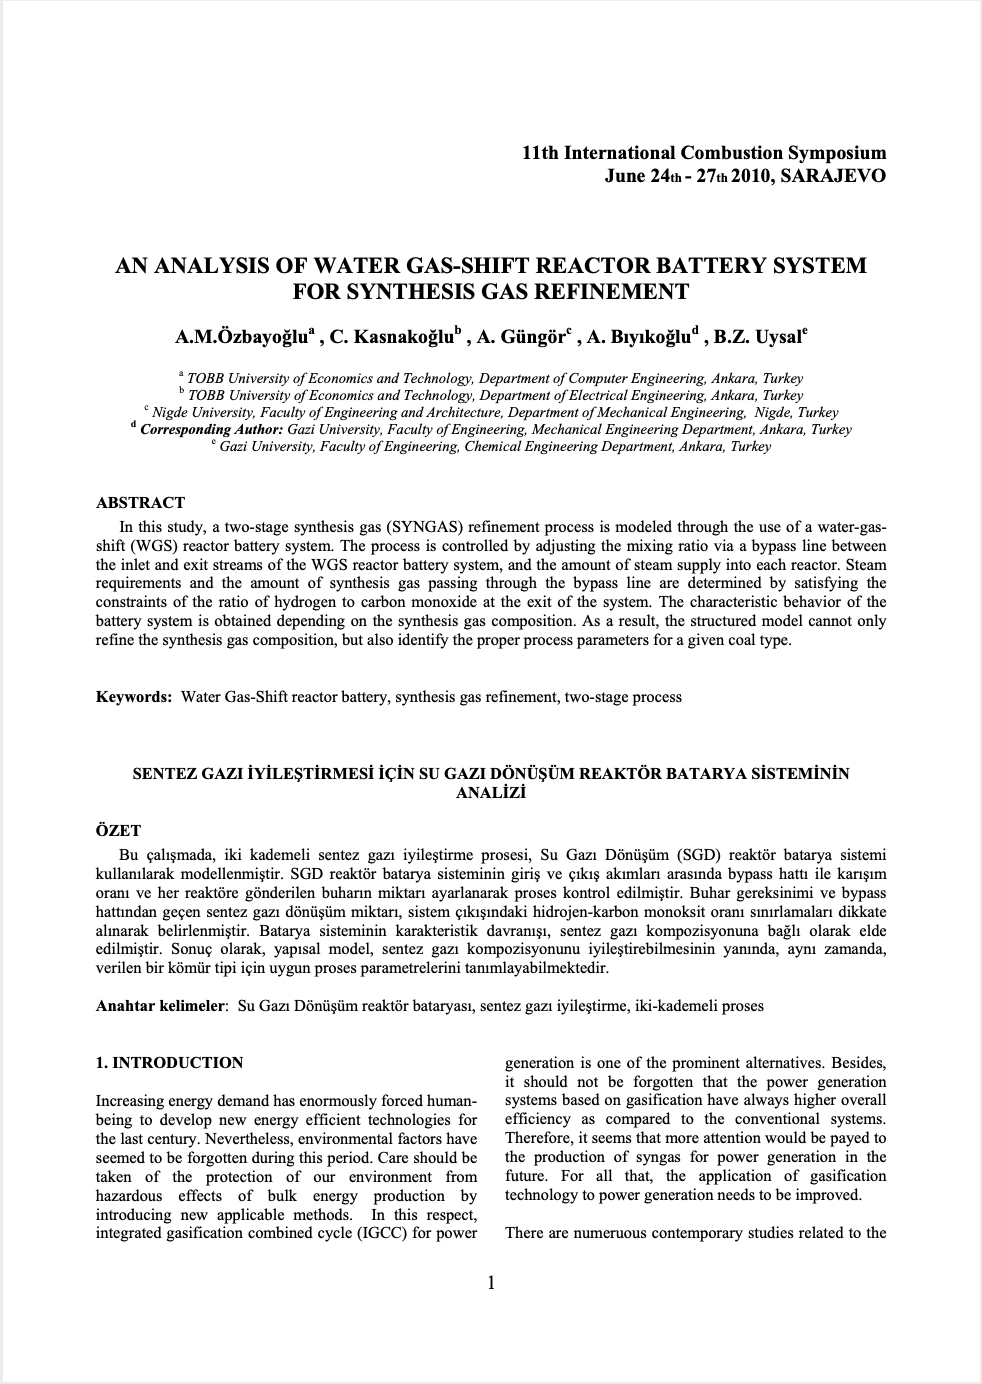 11th International Combustion Symposium
June 24th - 27th 2010, SARAJEVO
AN ANALYSIS OF WATER GAS-SHIFT REACTOR BATTERY SYSTEM
FOR SYNTHESIS GAS REFINEMENT
A.M.Özbayoğluᵃ , C. Kasnakoğluᵇ , A. Güngörᶜ , A. Bıyıkoğluᵈ , B.Z. Uysalᵉ
ᵃ TOBB University of Economics and Technology, Department of Computer Engineering, Ankara, Turkey
ᵇ TOBB University of Economics and Technology, Department of Electrical Engineering, Ankara, Turkey
ᶜ Nigde University, Faculty of Engineering and Architecture, Department of Mechanical Engineering, Nigde, Turkey
ᵈ Corresponding Author: Gazi University, Faculty of Engineering, Mechanical Engineering Department, Ankara, Turkey
ᵉ Gazi University, Faculty of Engineering, Chemical Engineering Department, Ankara, Turkey
ABSTRACT
In this study, a two-stage synthesis gas (SYNGAS) refinement process is modeled through the use of a water-gas-
shift (WGS) reactor battery system. The process is controlled by adjusting the mixing ratio via a bypass line between
the inlet and exit streams of the WGS reactor battery system, and the amount of steam supply into each reactor. Steam
requirements and the amount of synthesis gas passing through the bypass line are determined by satisfying the
constraints of the ratio of hydrogen to carbon monoxide at the exit of the system. The characteristic behavior of the
battery system is obtained depending on the synthesis gas composition. As a result, the structured model cannot only
refine the synthesis gas composition, but also identify the proper process parameters for a given coal type.
Keywords: Water Gas-Shift reactor battery, synthesis gas refinement, two-stage process
SENTEZ GAZI İYİLEŞTİRMESİ İÇİN SU GAZI DÖNÜŞÜM REAKTÖR BATARYA SİSTEMİNİN
ANALİZİ
ÖZET
Bu çalışmada, iki kademeli sentez gazı iyileştirme prosesi, Su Gazı Dönüşüm (SGD) reaktör batarya sistemi
kullanılarak modellenmiştir. SGD reaktör batarya sisteminin giriş ve çıkış akımları arasında bypass hattı ile karışım
oranı ve her reaktöre gönderilen buharın miktarı ayarlanarak proses kontrol edilmiştir. Buhar gereksinimi ve bypass
hattından geçen sentez gazı dönüşüm miktarı, sistem çıkışındaki hidrojen-karbon monoksit oranı sınırlamaları dikkate
alınarak belirlenmiştir. Batarya sisteminin karakteristik davranışı, sentez gazı kompozisyonuna bağlı olarak elde
edilmiştir. Sonuç olarak, yapısal model, sentez gazı kompozisyonunu iyileştirebilmesinin yanında, aynı zamanda,
verilen bir kömür tipi için uygun proses parametrelerini tanımlayabilmektedir.
Anahtar kelimeler: Su Gazı Dönüşüm reaktör bataryası, sentez gazı iyileştirme, iki-kademeli proses
1. INTRODUCTION
Increasing energy demand has enormously forced human-
being to develop new energy efficient technologies for
the last century. Nevertheless, environmental factors have
seemed to be forgotten during this period. Care should be
taken of the protection of our environment from
hazardous effects of bulk energy production by
introducing new applicable methods. In this respect,
integrated gasification combined cycle (IGCC) for power
generation is one of the prominent alternatives. Besides,
it should not be forgotten that the power generation
systems based on gasification have always higher overall
efficiency as compared to the conventional systems.
Therefore, it seems that more attention would be payed to
the production of syngas for power generation in the
future. For all that, the application of gasification
technology to power generation needs to be improved.
There are numeruous contemporary studies related to the
1